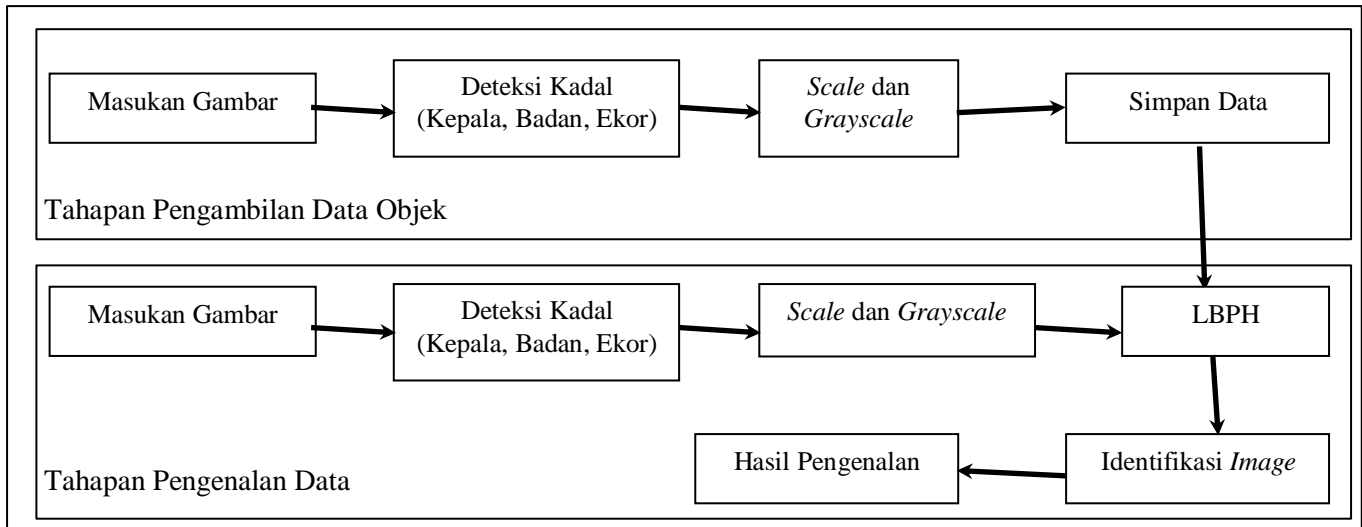 Masukan Gambar
Deteksi Kadal
(Kepala, Badan, Ekor)
Scale dan
Grayscale
Simpan Data
Tahapan Pengambilan Data Objek
Masukan Gambar
Deteksi Kadal
(Kepala, Badan, Ekor)
Scale dan Grayscale
LBPH
Hasil Pengenalan
Identifikasi Image
Tahapan Pengenalan Data